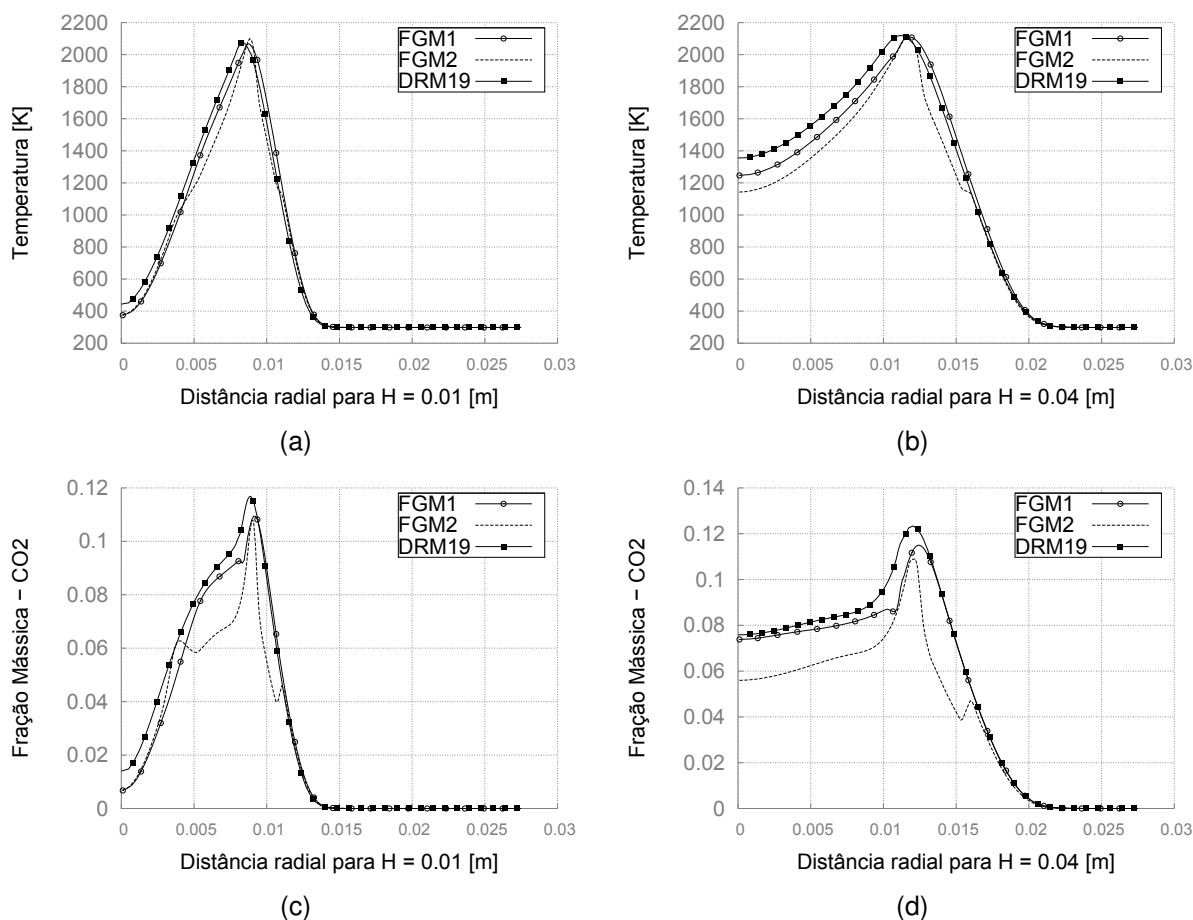 2200
2000
1800
1600
1400
1200
1000
800
600
400
200
Temperatura [K]
FGM1
FGM2
DRM19
0 0.005 0.01 0.015 0.02 0.025 0.03
Distância radial para H = 0.01 [m]
(a)
2200
2000
1800
1600
1400
1200
1000
800
600
400
200
Temperatura [K]
FGM1
FGM2
DRM19
0 0.005 0.01 0.015 0.02 0.025 0.03
Distância radial para H = 0.04 [m]
(b)
0.12
0.1
0.08
0.06
0.04
0.02
0
Fração Mássica − CO2
FGM1
FGM2
DRM19
0 0.005 0.01 0.015 0.02 0.025 0.03
Distância radial para H = 0.01 [m]
(c)
0.14
0.12
0.1
0.08
0.06
0.04
0.02
0
Fração Mássica − CO2
FGM1
FGM2
DRM19
0 0.005 0.01 0.015 0.02 0.025 0.03
Distância radial para H = 0.04 [m]
(d)